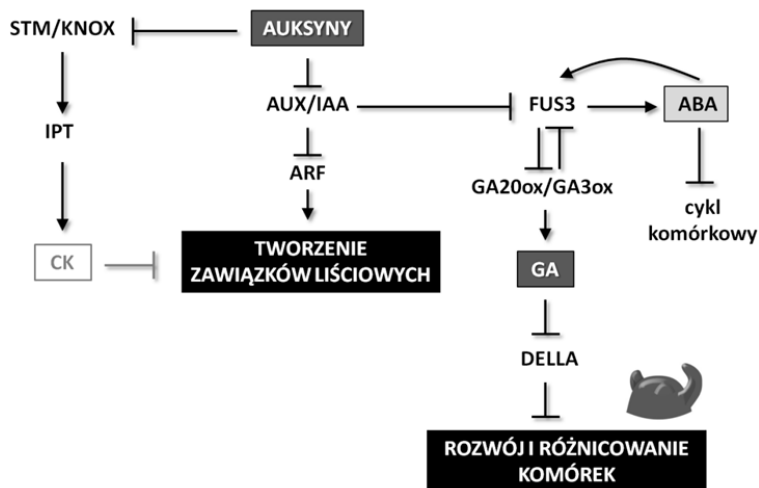 STM/KNOX
AUKSYNY
AUX/IAA
FUS3
ABA
IPT
ARF
GA20ox/GA3ox
cykl
komórkowy
CK
TWORZENIE
ZAWIĄZKÓW LIŚCIOWYCH
GA
DELLA
ROZWÓJ I RÓŻNICOWANIE
KOMÓREK